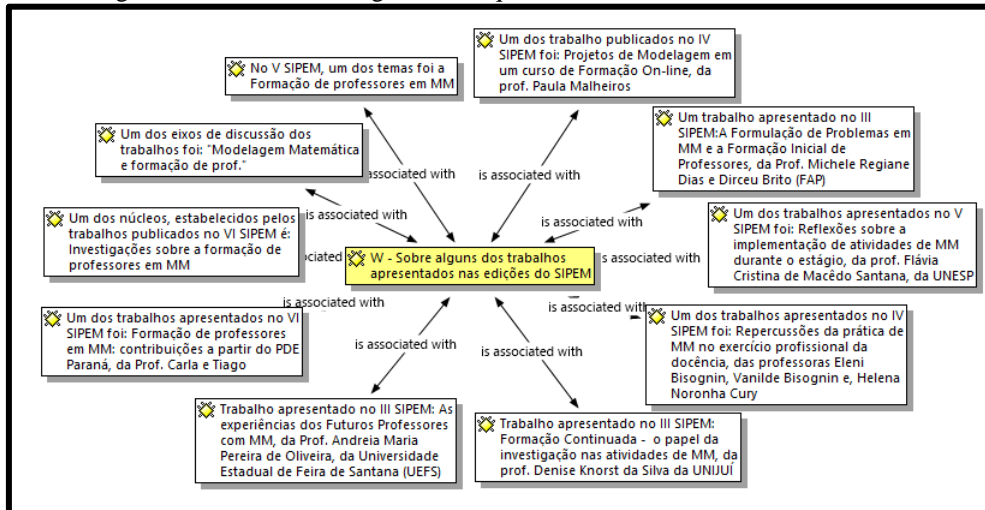 Um dos trabalho publicados no IV
SIPEM foi: Projetos de Modelagem em
um curso de Formação On-line, da
prof. Paula Malheiros
No V SIPEM, um dos temas foi a
Formação de professores em MM
Um trabalho apresentado no III
SIPEM:A Formulação de Problemas em
MM e a Formação Inicial de
Professores, da Prof. Michele Regiane
Dias e Dirceu Brito (FAP)
Um dos eixos de discussão dos
trabalhos foi: "Modelagem Matemática
e formação de prof."
is associated with
is associated with
is associated with
is associated with
Um dos núcleos, estabelecidos pelos
trabalhos publicados no VI SIPEM é:
Investigações sobre a formação de
professores em MM
Um dos trabalhos apresentados no V
SIPEM foi: Reflexões sobre a
implementação de atividades de MM
durante o estágio, da prof. Flávia
Cristina de Macêdo Santana, da UNESP
W - Sobre alguns dos trabalhos
apresentados nas edições do SIPEM
with
is associated with
is associated with
is associated with
Um dos trabalhos apresentados no VI
SIPEM foi: Formação de professores
em MM: contribuições a partir do PDE
Paraná, da Prof. Carla e Tiago
Um dos trabalhos apresentados no IV
SIPEM foi: Repercussões da prática de
MM no exercício profissional da
docência, das professoras Eleni
Bisognin, Vanilde Bisognin e, Helena
Noronha Cury
is associated with
is associated with
Trabalho apresentado no III SIPEM: As
experiências dos Futuros Professores
com MM, da Prof. Andreia Maria
Pereira de Oliveira, da Universidade
Estadual de Feira de Santana (UEFS)
Trabalho apresentado no III SIPEM:
Formação Continuada - o papel da
investigação nas atividades de MM, da
prof. Denise Knorst da Silva da UNIJUÍ